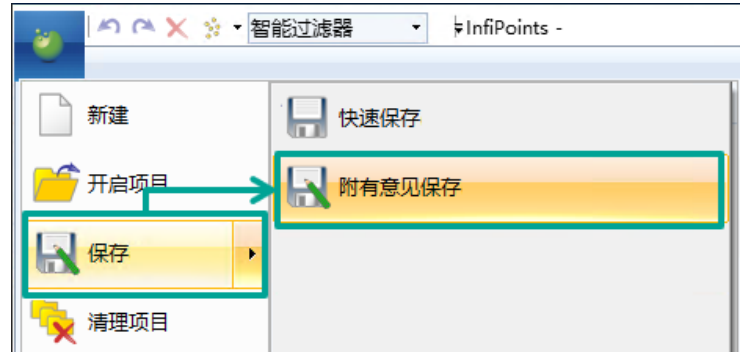 智能过滤器
InfiPoints -
新建
快速保存
开启项目
附有意见保存
保存
清理项目